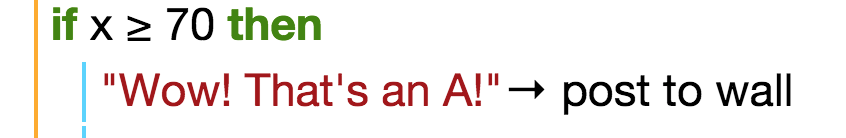 if x ≥ 70 then
"Wow! That's an A!" → post to wall